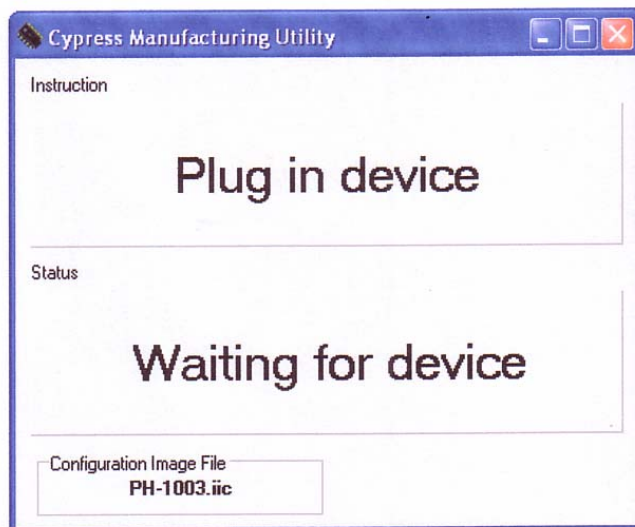 Cypress Manufacturing Utility
Instruction
Plug in device
Status
Waiting for device
Configuration Image File
PH-1003.iic